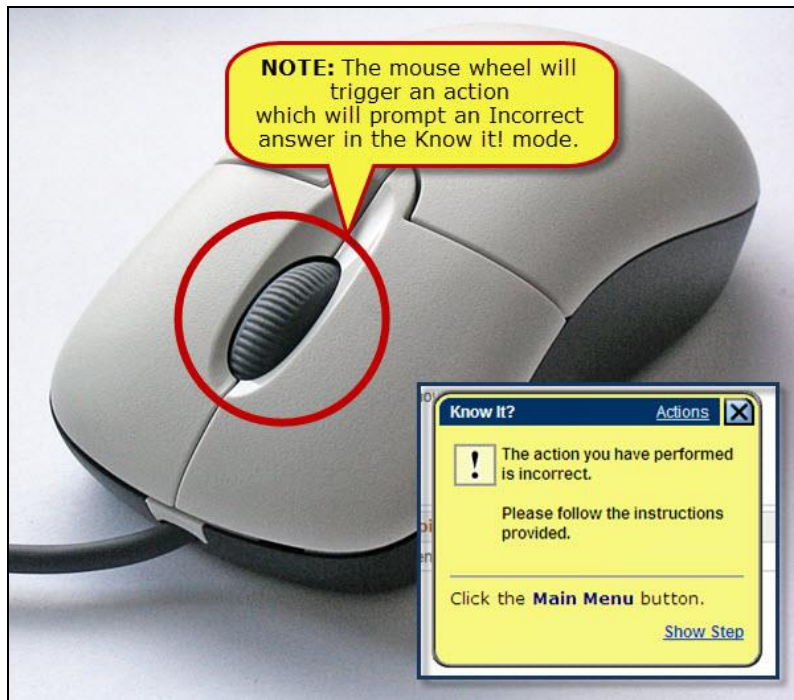 NOTE: The mouse wheel will
trigger an action
which will prompt an Incorrect
answer in the Know it! mode.
Know It?
Actions
The action you have performed
is incorrect.
Please follow the instructions
provided.
Click the Main Menu button.
Show Step